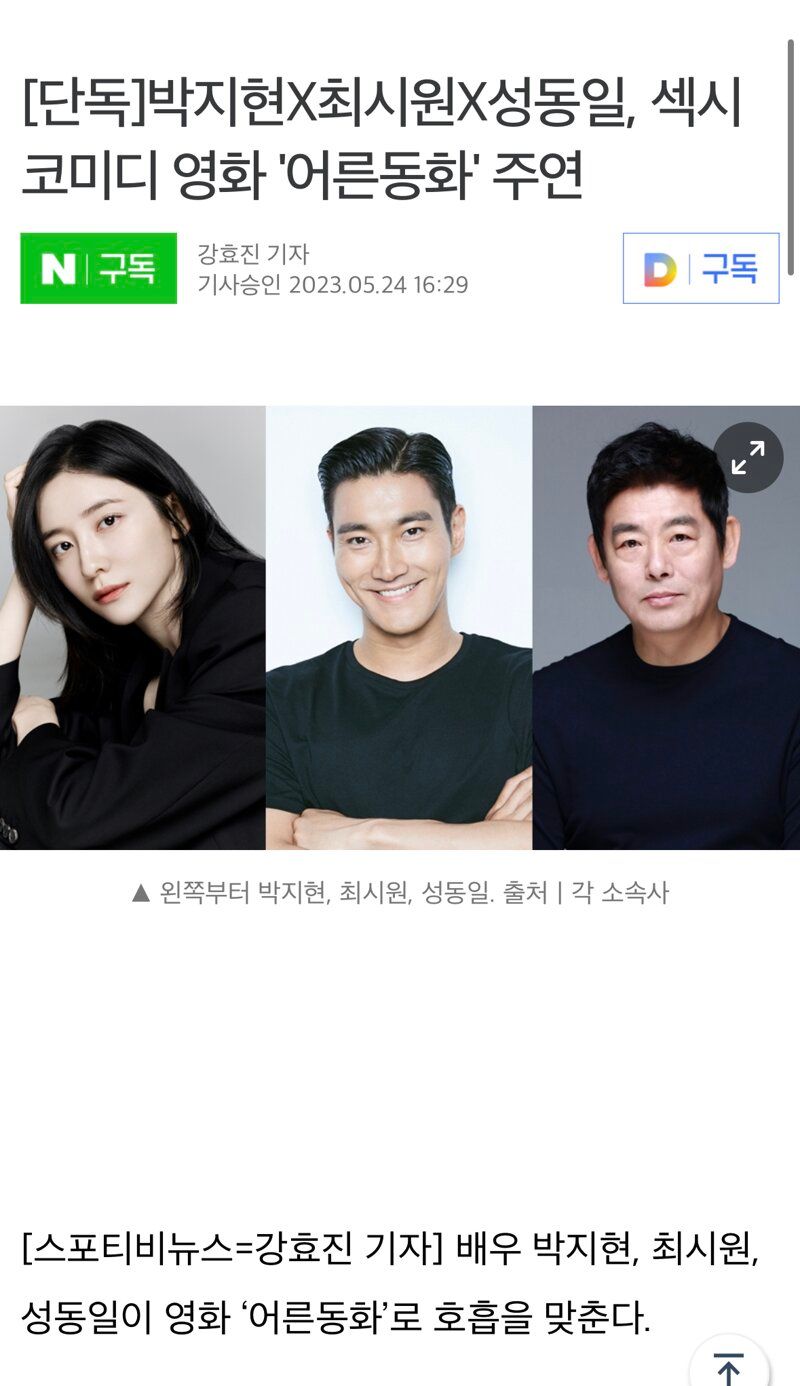 [단독]박지현X최시원X성동일, 섹시
코미디 영화 '어른동화' 주연
N 구독
강효진 기자
기사승인 2023.05.24 16:29
D 구독
▲ 왼쪽부터 박지현, 최시원, 성동일. 출처 | 각 소속사
[스포티비뉴스=강효진 기자] 배우 박지현, 최시원,
성동일이 영화 ‘어른동화’로 호흡을 맞춘다.